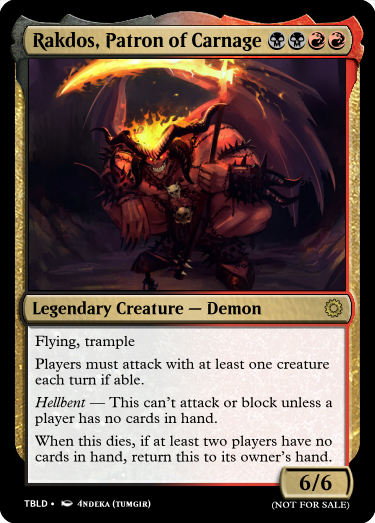 Rakdos, Patron of Carnage
Legendary Creature — Demon
Flying, trample
Players must attack with at least one creature
each turn if able.
Hellbent — This can't attack or block unless a
player has no cards in hand.
When this dies, if at least two players have no
cards in hand, return this to its owner's hand.
6/6
TBLD • 4NDEKA (TUMGIR)
(NOT FOR SALE)